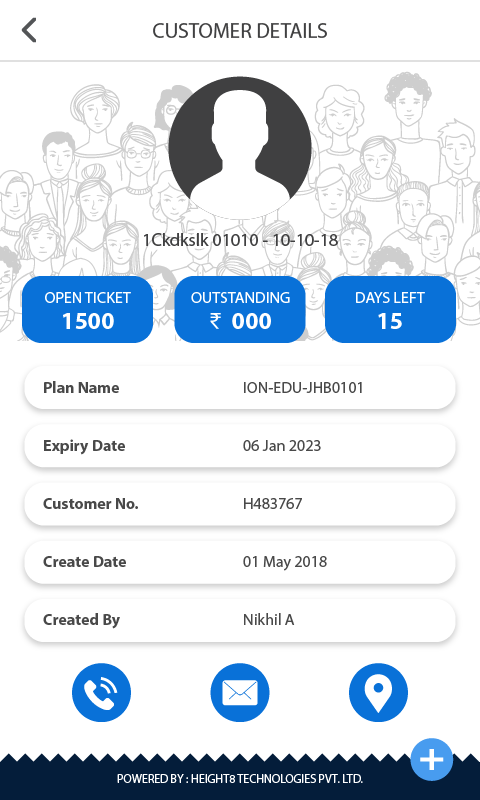 CUSTOMER DETAILS
1Ckdkslk 01010 - 10-10-18
OPEN TICKET
1500
OUTSTANDING
₹ 000
DAYS LEFT
15
Plan Name ION-EDU-JHB0101
Expiry Date 06 Jan 2023
Customer No. H483767
Create Date 01 May 2018
Created By Nikhil A
POWERED BY : HEIGHT8 TECHNOLOGIES PVT. LTD.